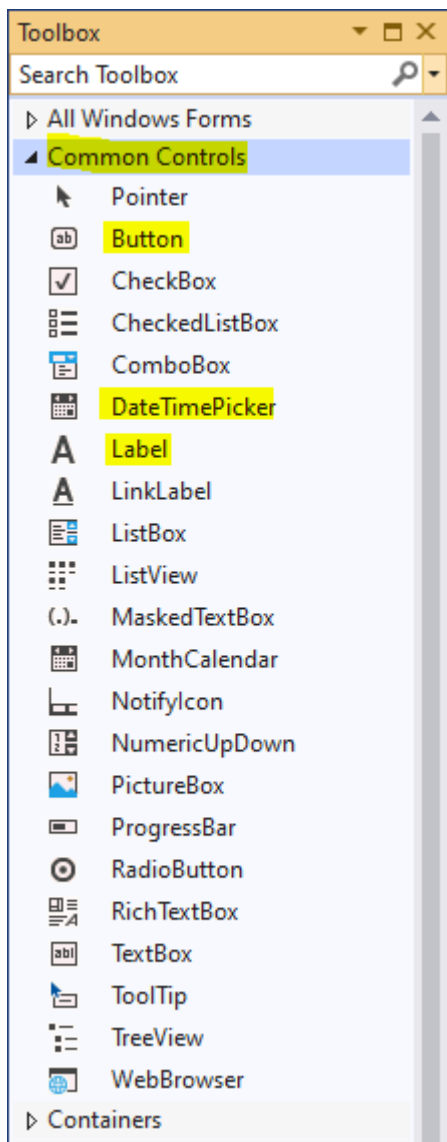 Toolbox
Search Toolbox
All Windows Forms
Common Controls
Pointer
Button
CheckBox
CheckedListBox
ComboBox
DateTimePicker
Label
LinkLabel
ListBox
ListView
MaskedTextBox
MonthCalendar
NotifyIcon
NumericUpDown
PictureBox
ProgressBar
RadioButton
RichTextBox
TextBox
ToolTip
TreeView
WebBrowser
Containers